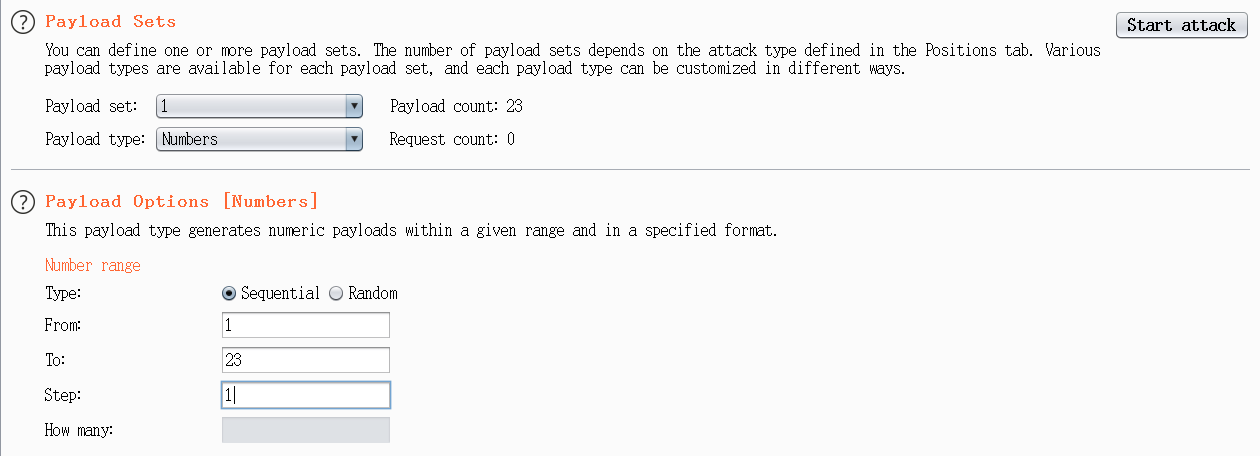 Payload Sets
Start attack
You can define one or more payload sets. The number of payload sets depends on the attack type defined in the Positions tab. Various
payload types are available for each payload set, and each payload type can be customized in different ways.
Payload set: 1 Payload count: 23
Payload type: Numbers Request count: 0
Payload Options [Numbers]
This payload type generates numeric payloads within a given range and in a specified format.
Number range
Type: Sequential Random
From: 1
To: 23
Step: 1
How many: